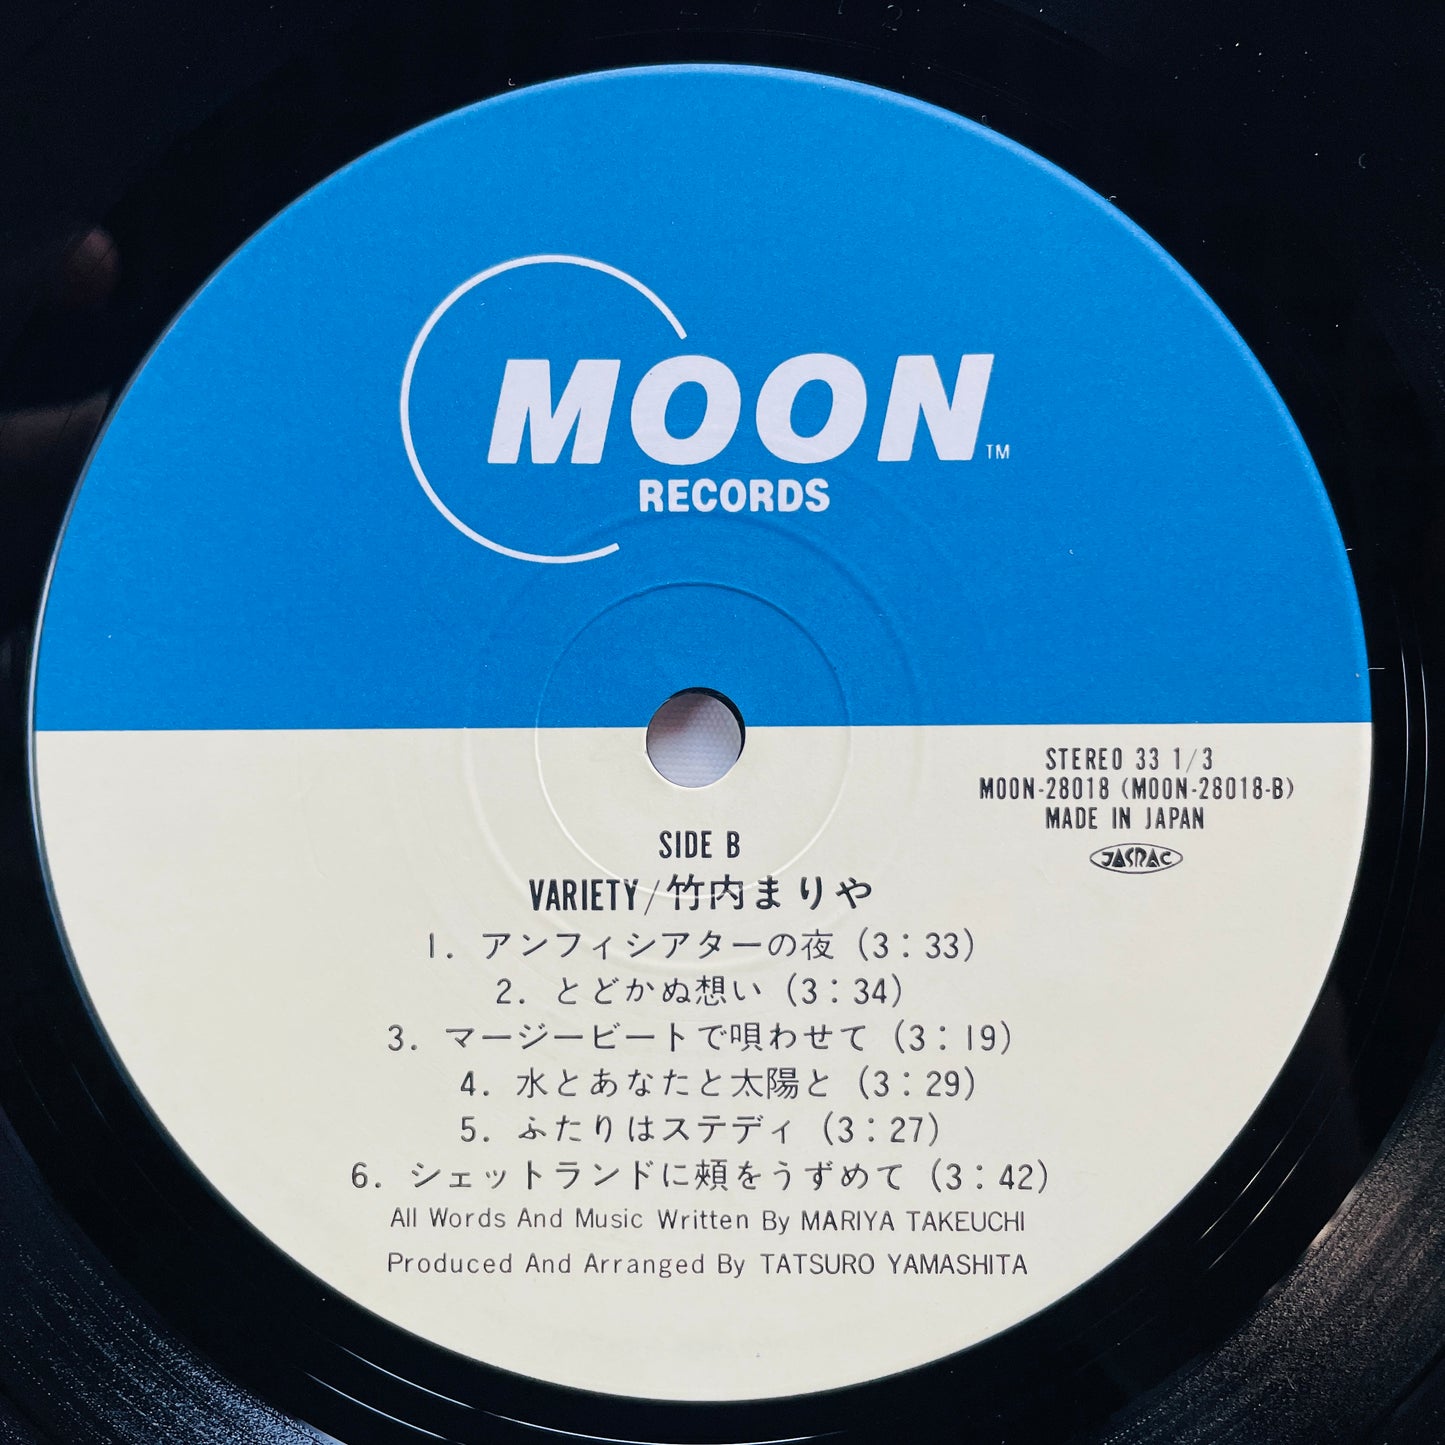 MOON™
RECORDS
STEREO 33 1/3
MOON-28018 (MOON-28018-B)
MADE IN JAPAN
JASRAC
SIDE B
VARIETY/竹内まりや
1. アンフィシアターの夜 (3:33)
2. とどかぬ想い (3:34)
3. マージービートで唄わせて (3:19)
4. 水とあなたと太陽と (3:29)
5. ふたりはステディ (3:27)
6. シェットランドに頰をうずめて (3:42)
All Words And Music Written By MARIYA TAKEUCHI
Produced And Arranged By TATSURO YAMASHITA